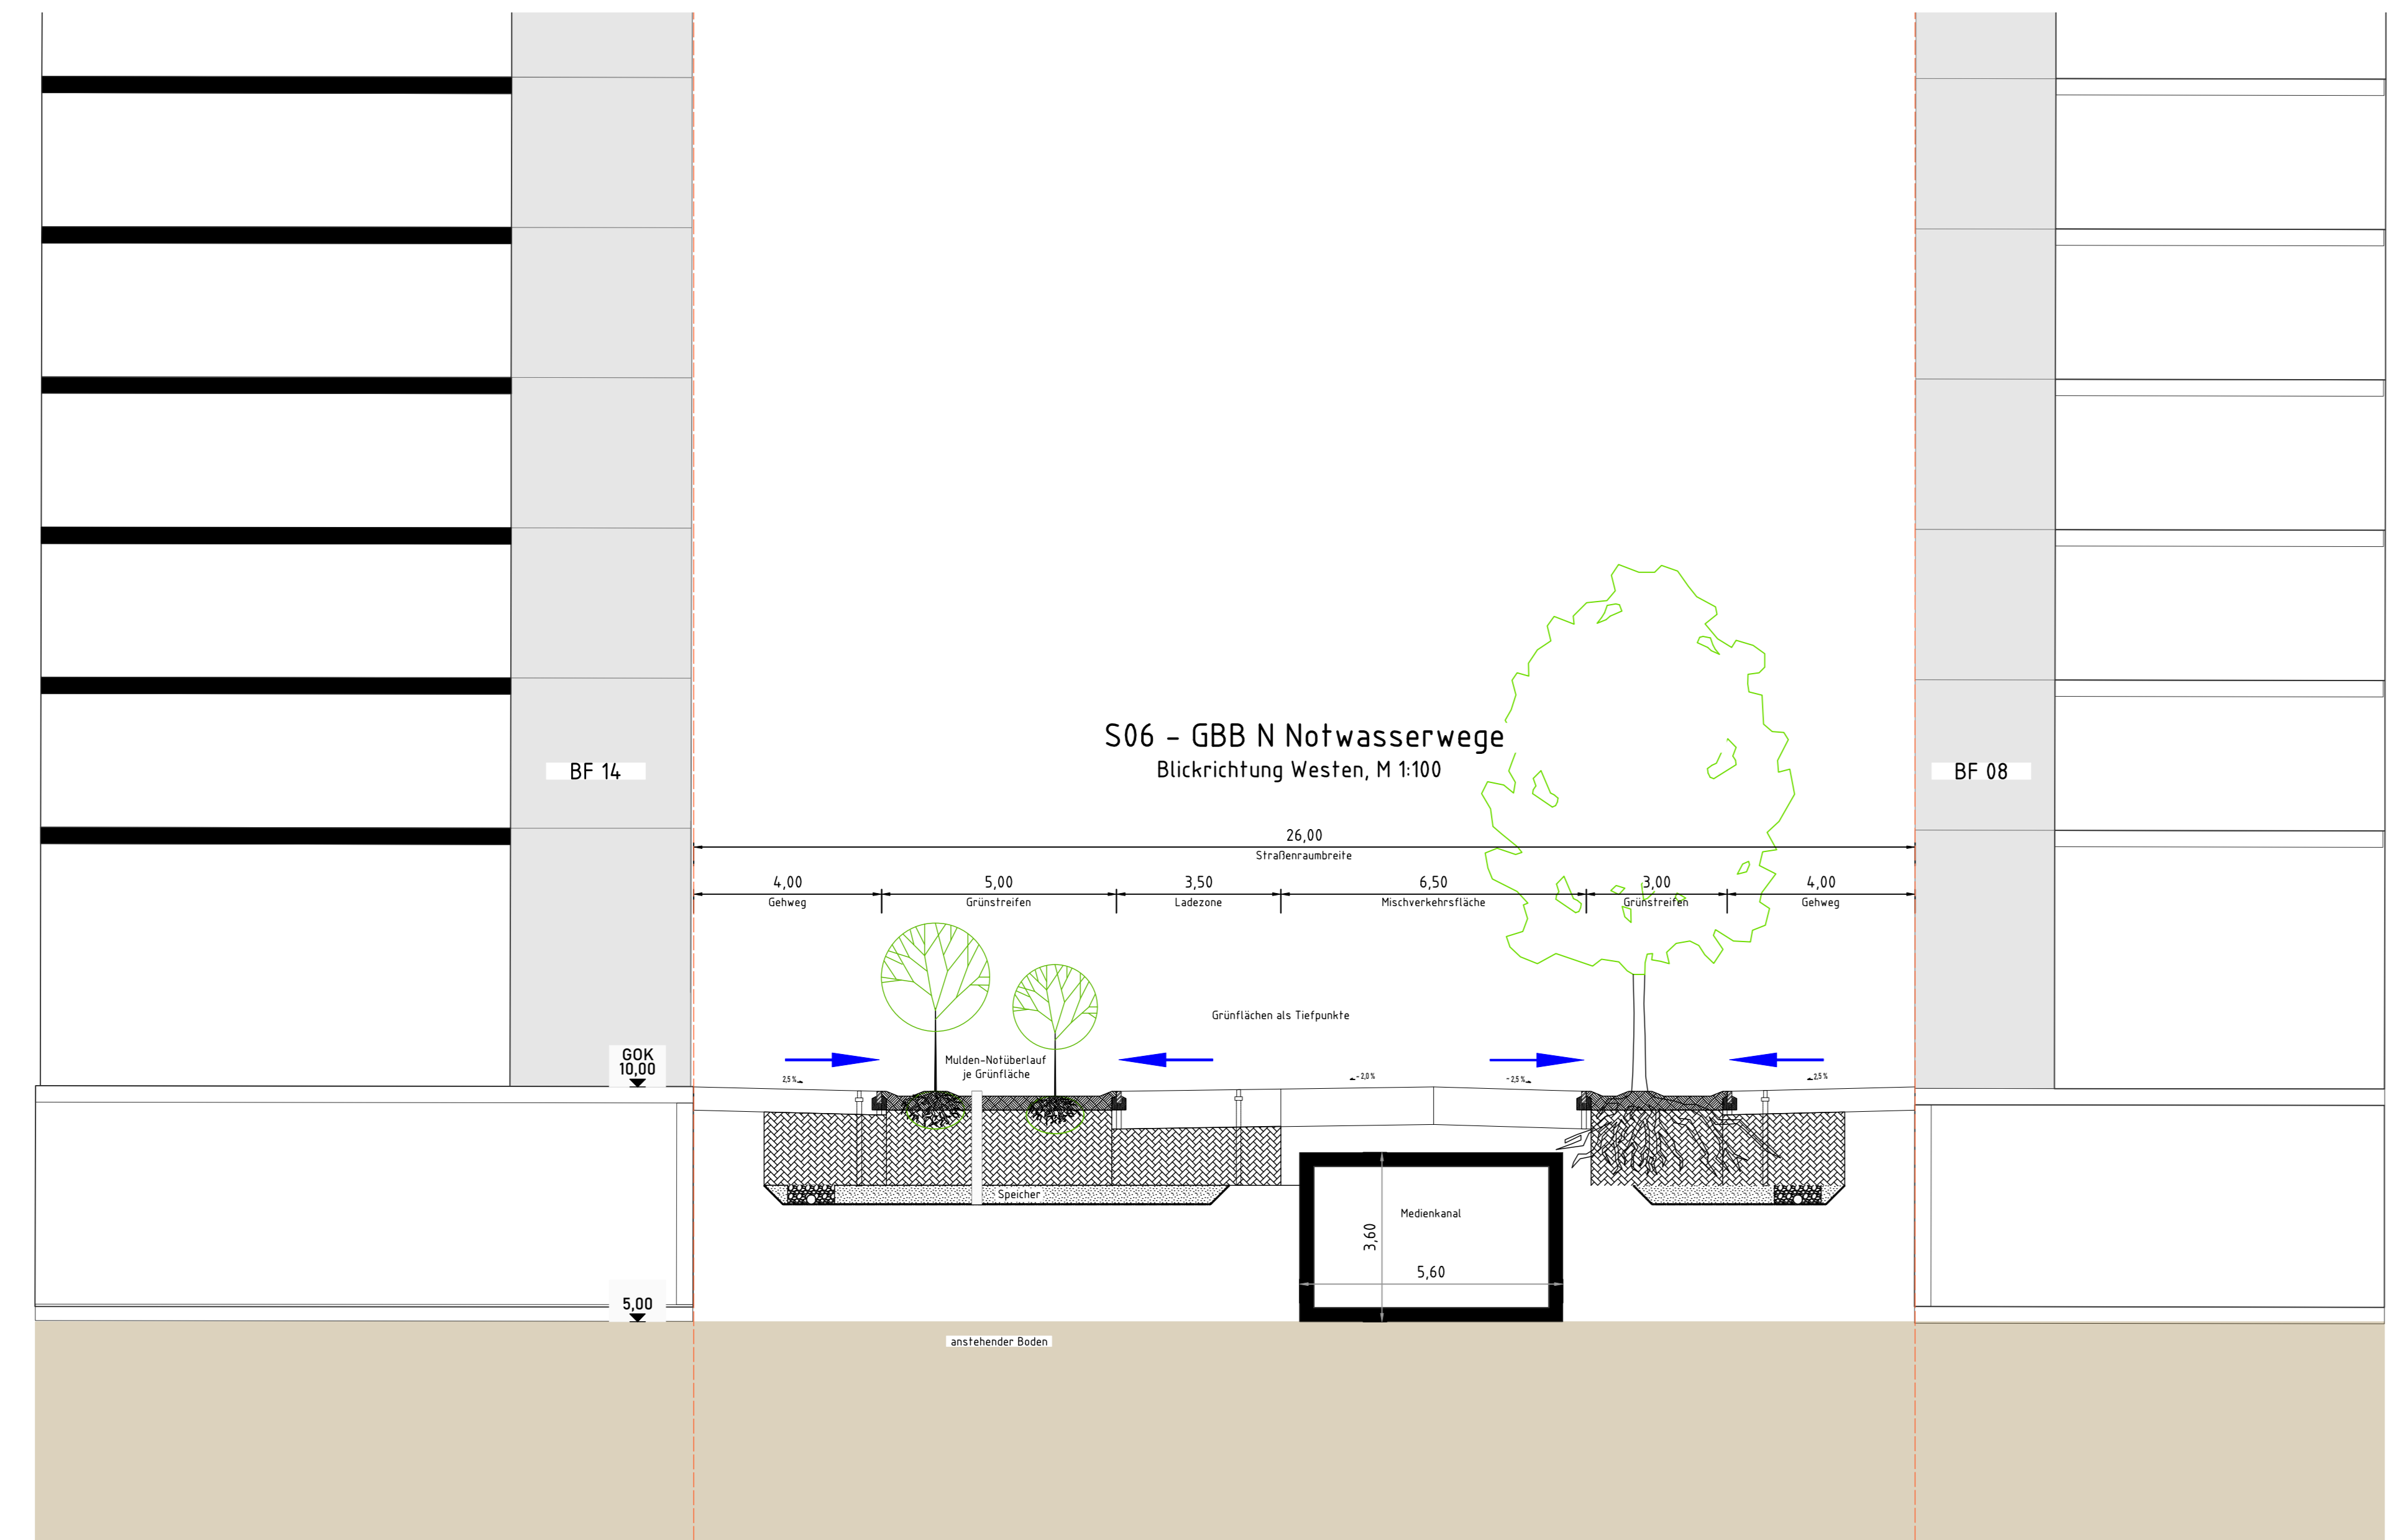 S06 - GBB N Notwasserwege
Blickrichtung Westen, M 1:100
BF 14
BF 08
26,00
Straßenraumbreite
4,00
5,00
3,50
6,50
3,00
4,00
Gehweg
Grünstreifen
Ladezone
Mischverkehrsfläche
Grünstreifen
Gehweg
Grünflächen als Tiefpunkte
GOK
10,00
Mulden-Notüberlauf
je Grünfläche
2,5%
-2,0%
-2,5%
2,5%
Speicher
Medienkanal
3,60
5,60
5,00
anstehender Boden